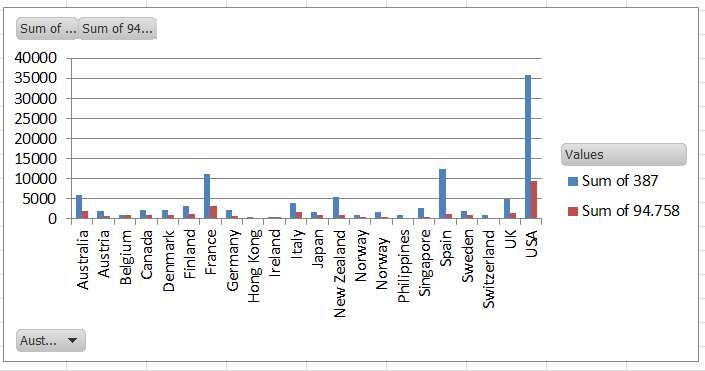 Sum of ... Sum of 94...
40000
35000
30000
25000
20000
15000
10000
5000
0
Australia
Austria
Belgium
Canada
Denmark
Finland
France
Germany
Hong Kong
Ireland
Italy
Japan
New Zealand
Norway
Norway
Philippines
Singapore
Spain
Sweden
Switzerland
UK
USA
Values
Sum of 387
Sum of 94.758
Aust...